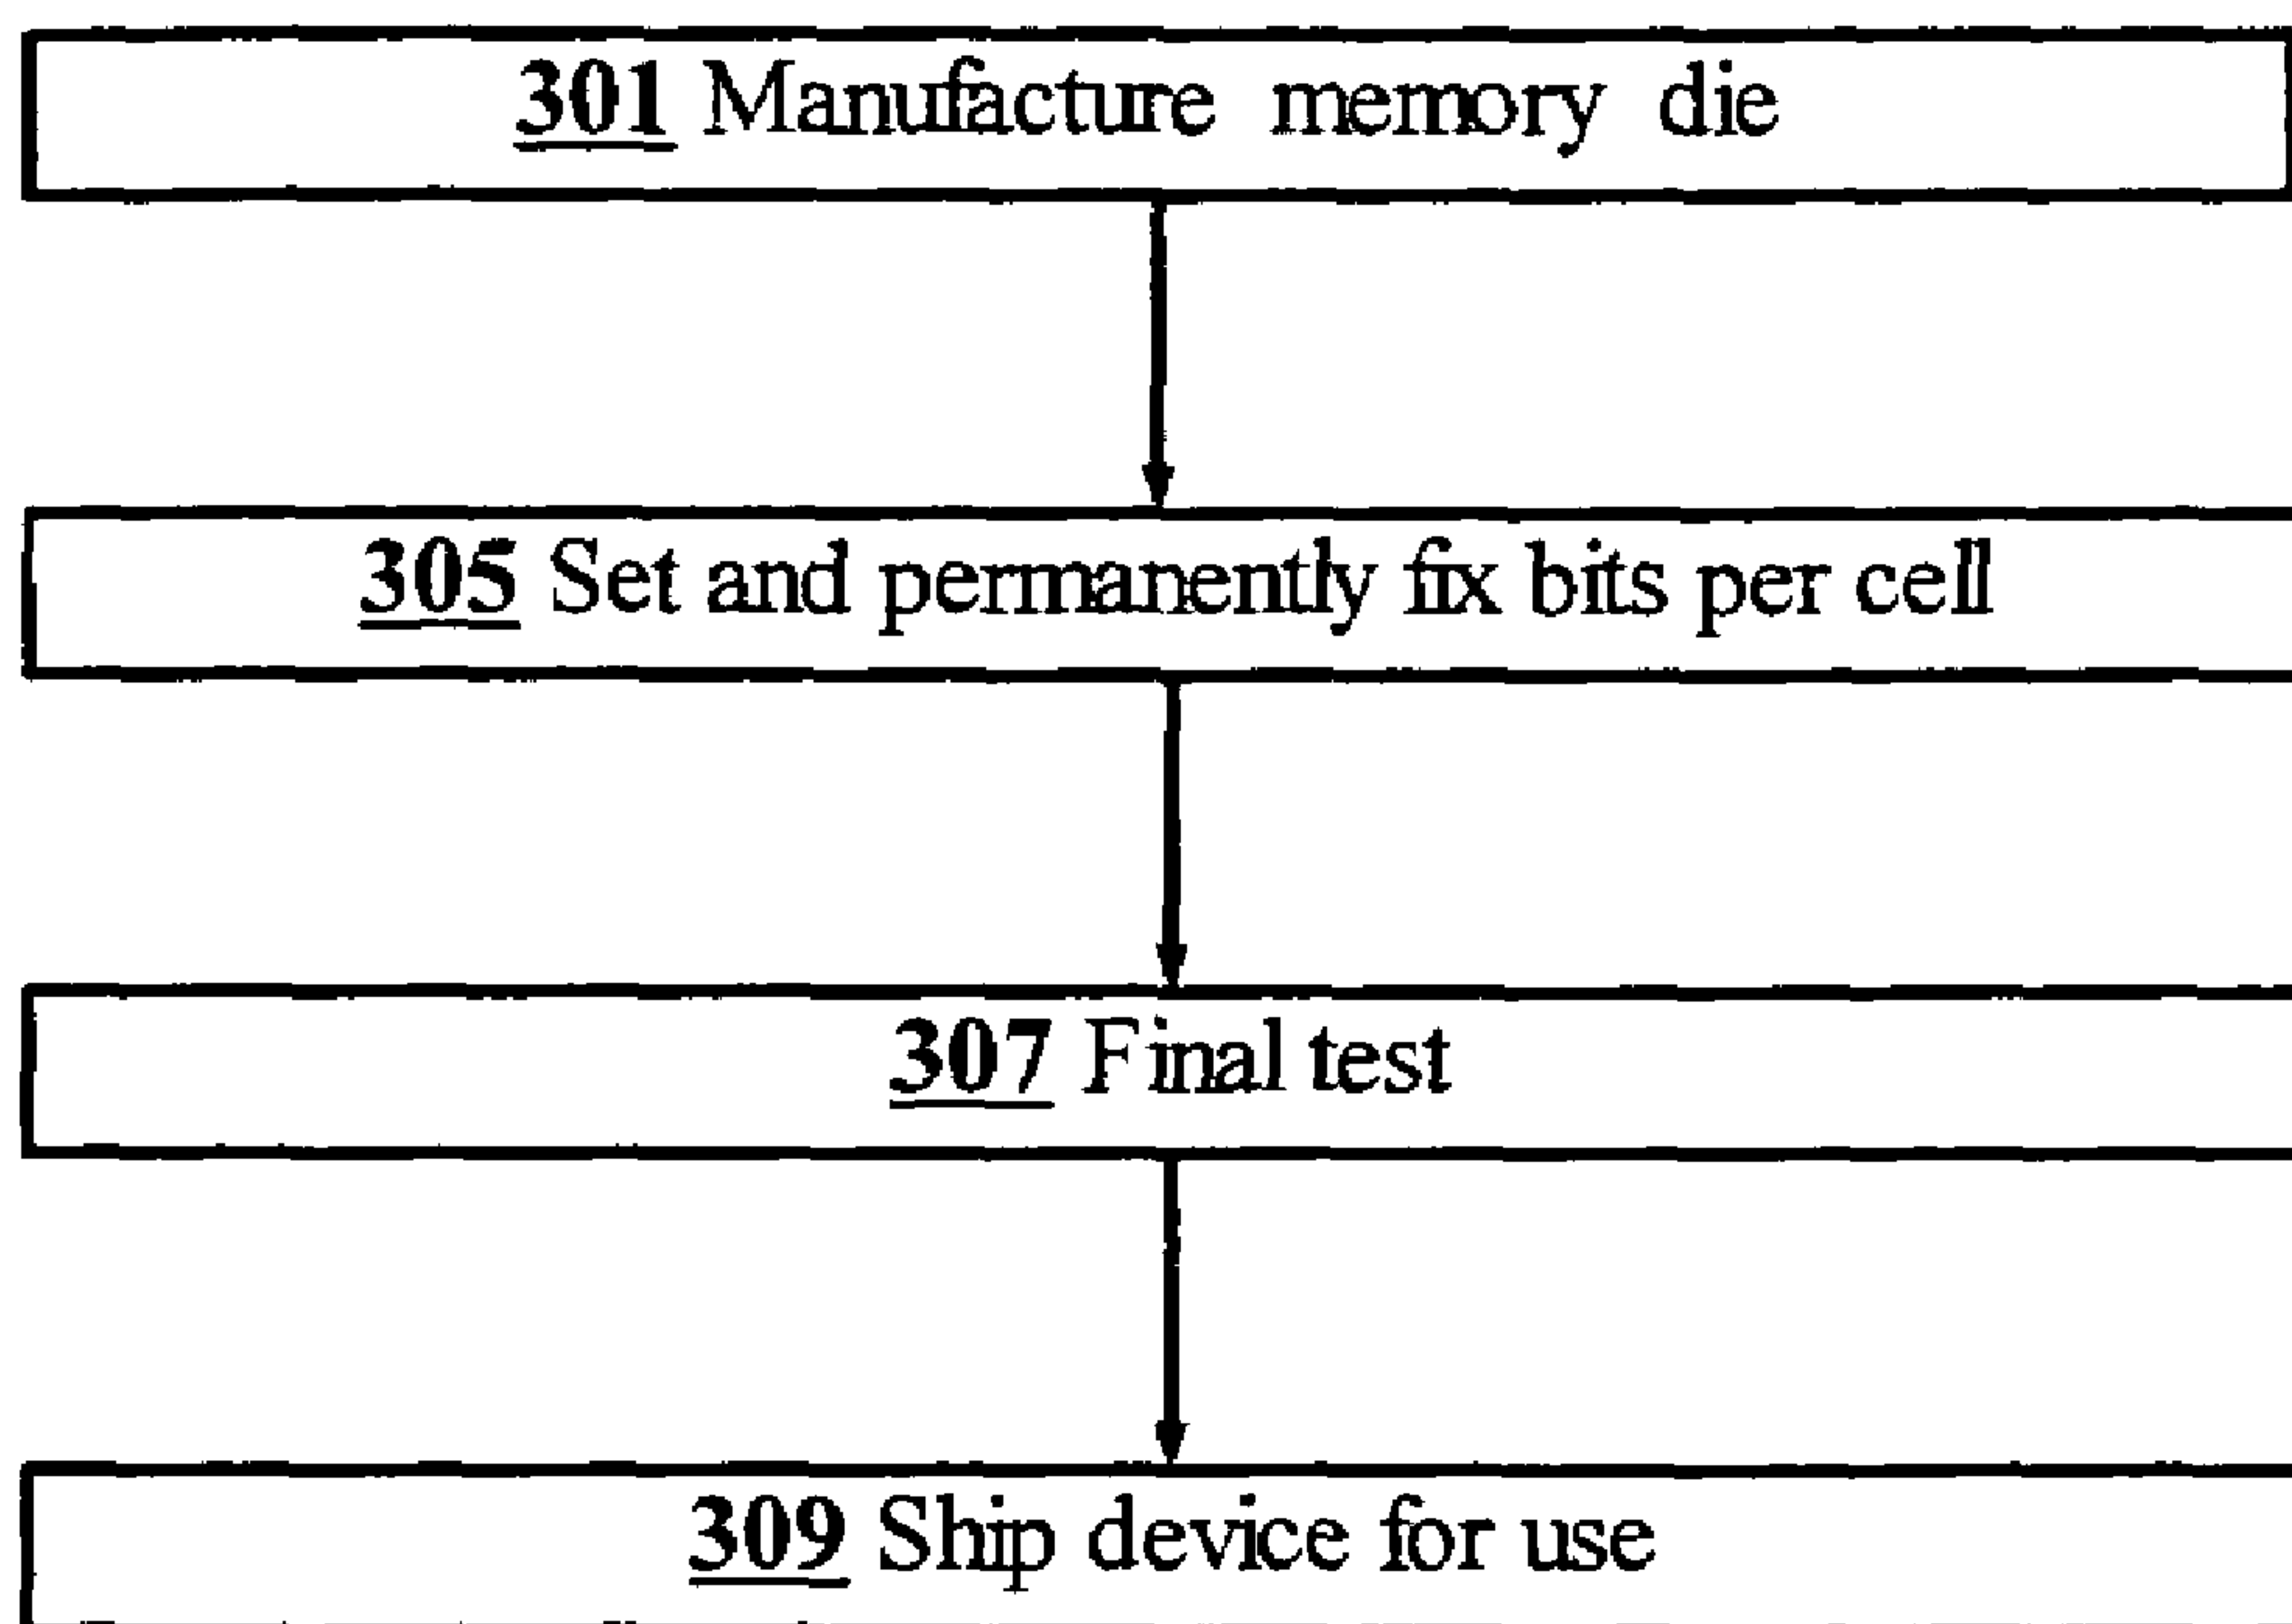 301 Manufacture memory die
305 Set and permanently fix bits per cell
307 Final test
309 Ship device for use